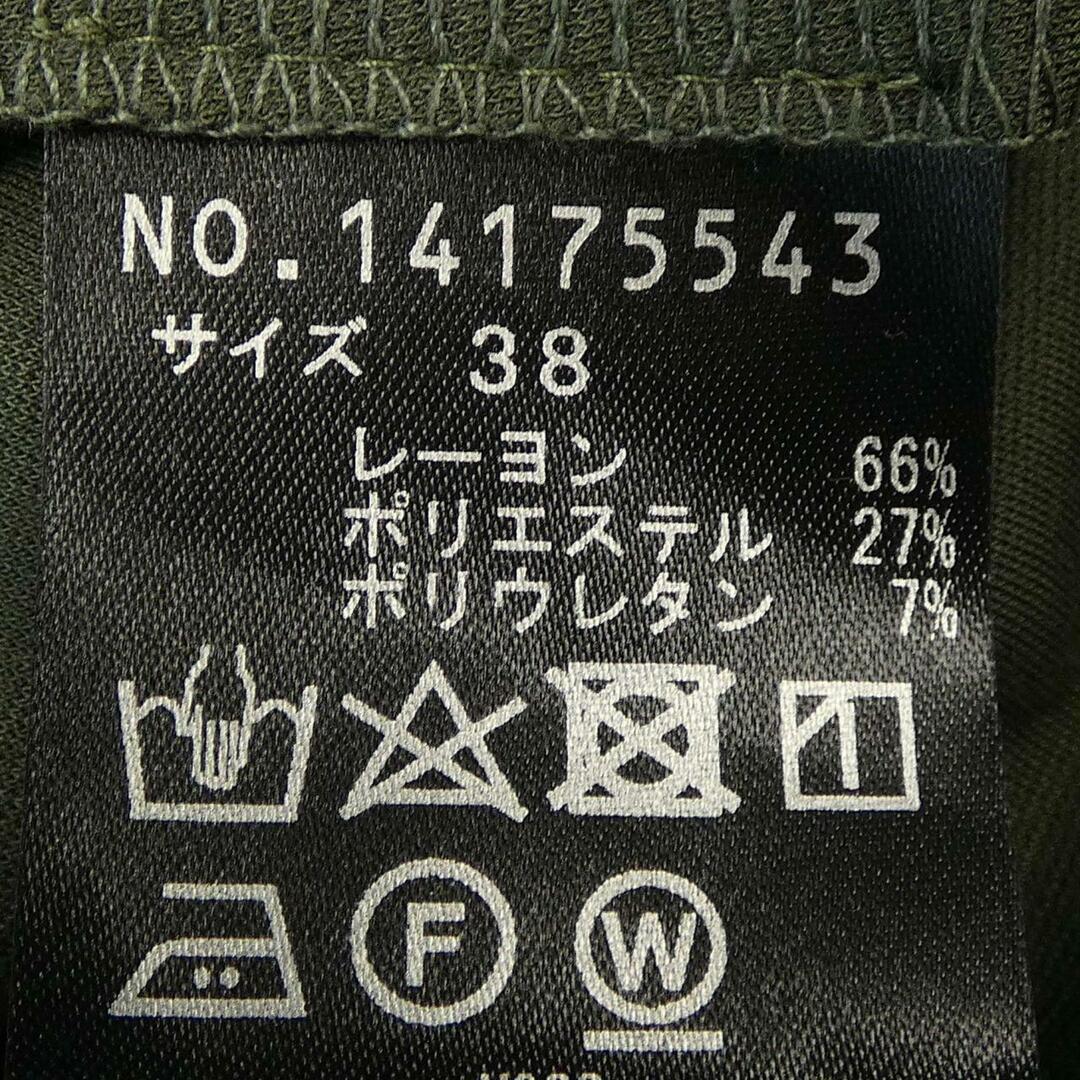 NO.14175543
サイズ 38
レーヨン 66%
ポリエステル 27%
ポリウレタン 7%
F W